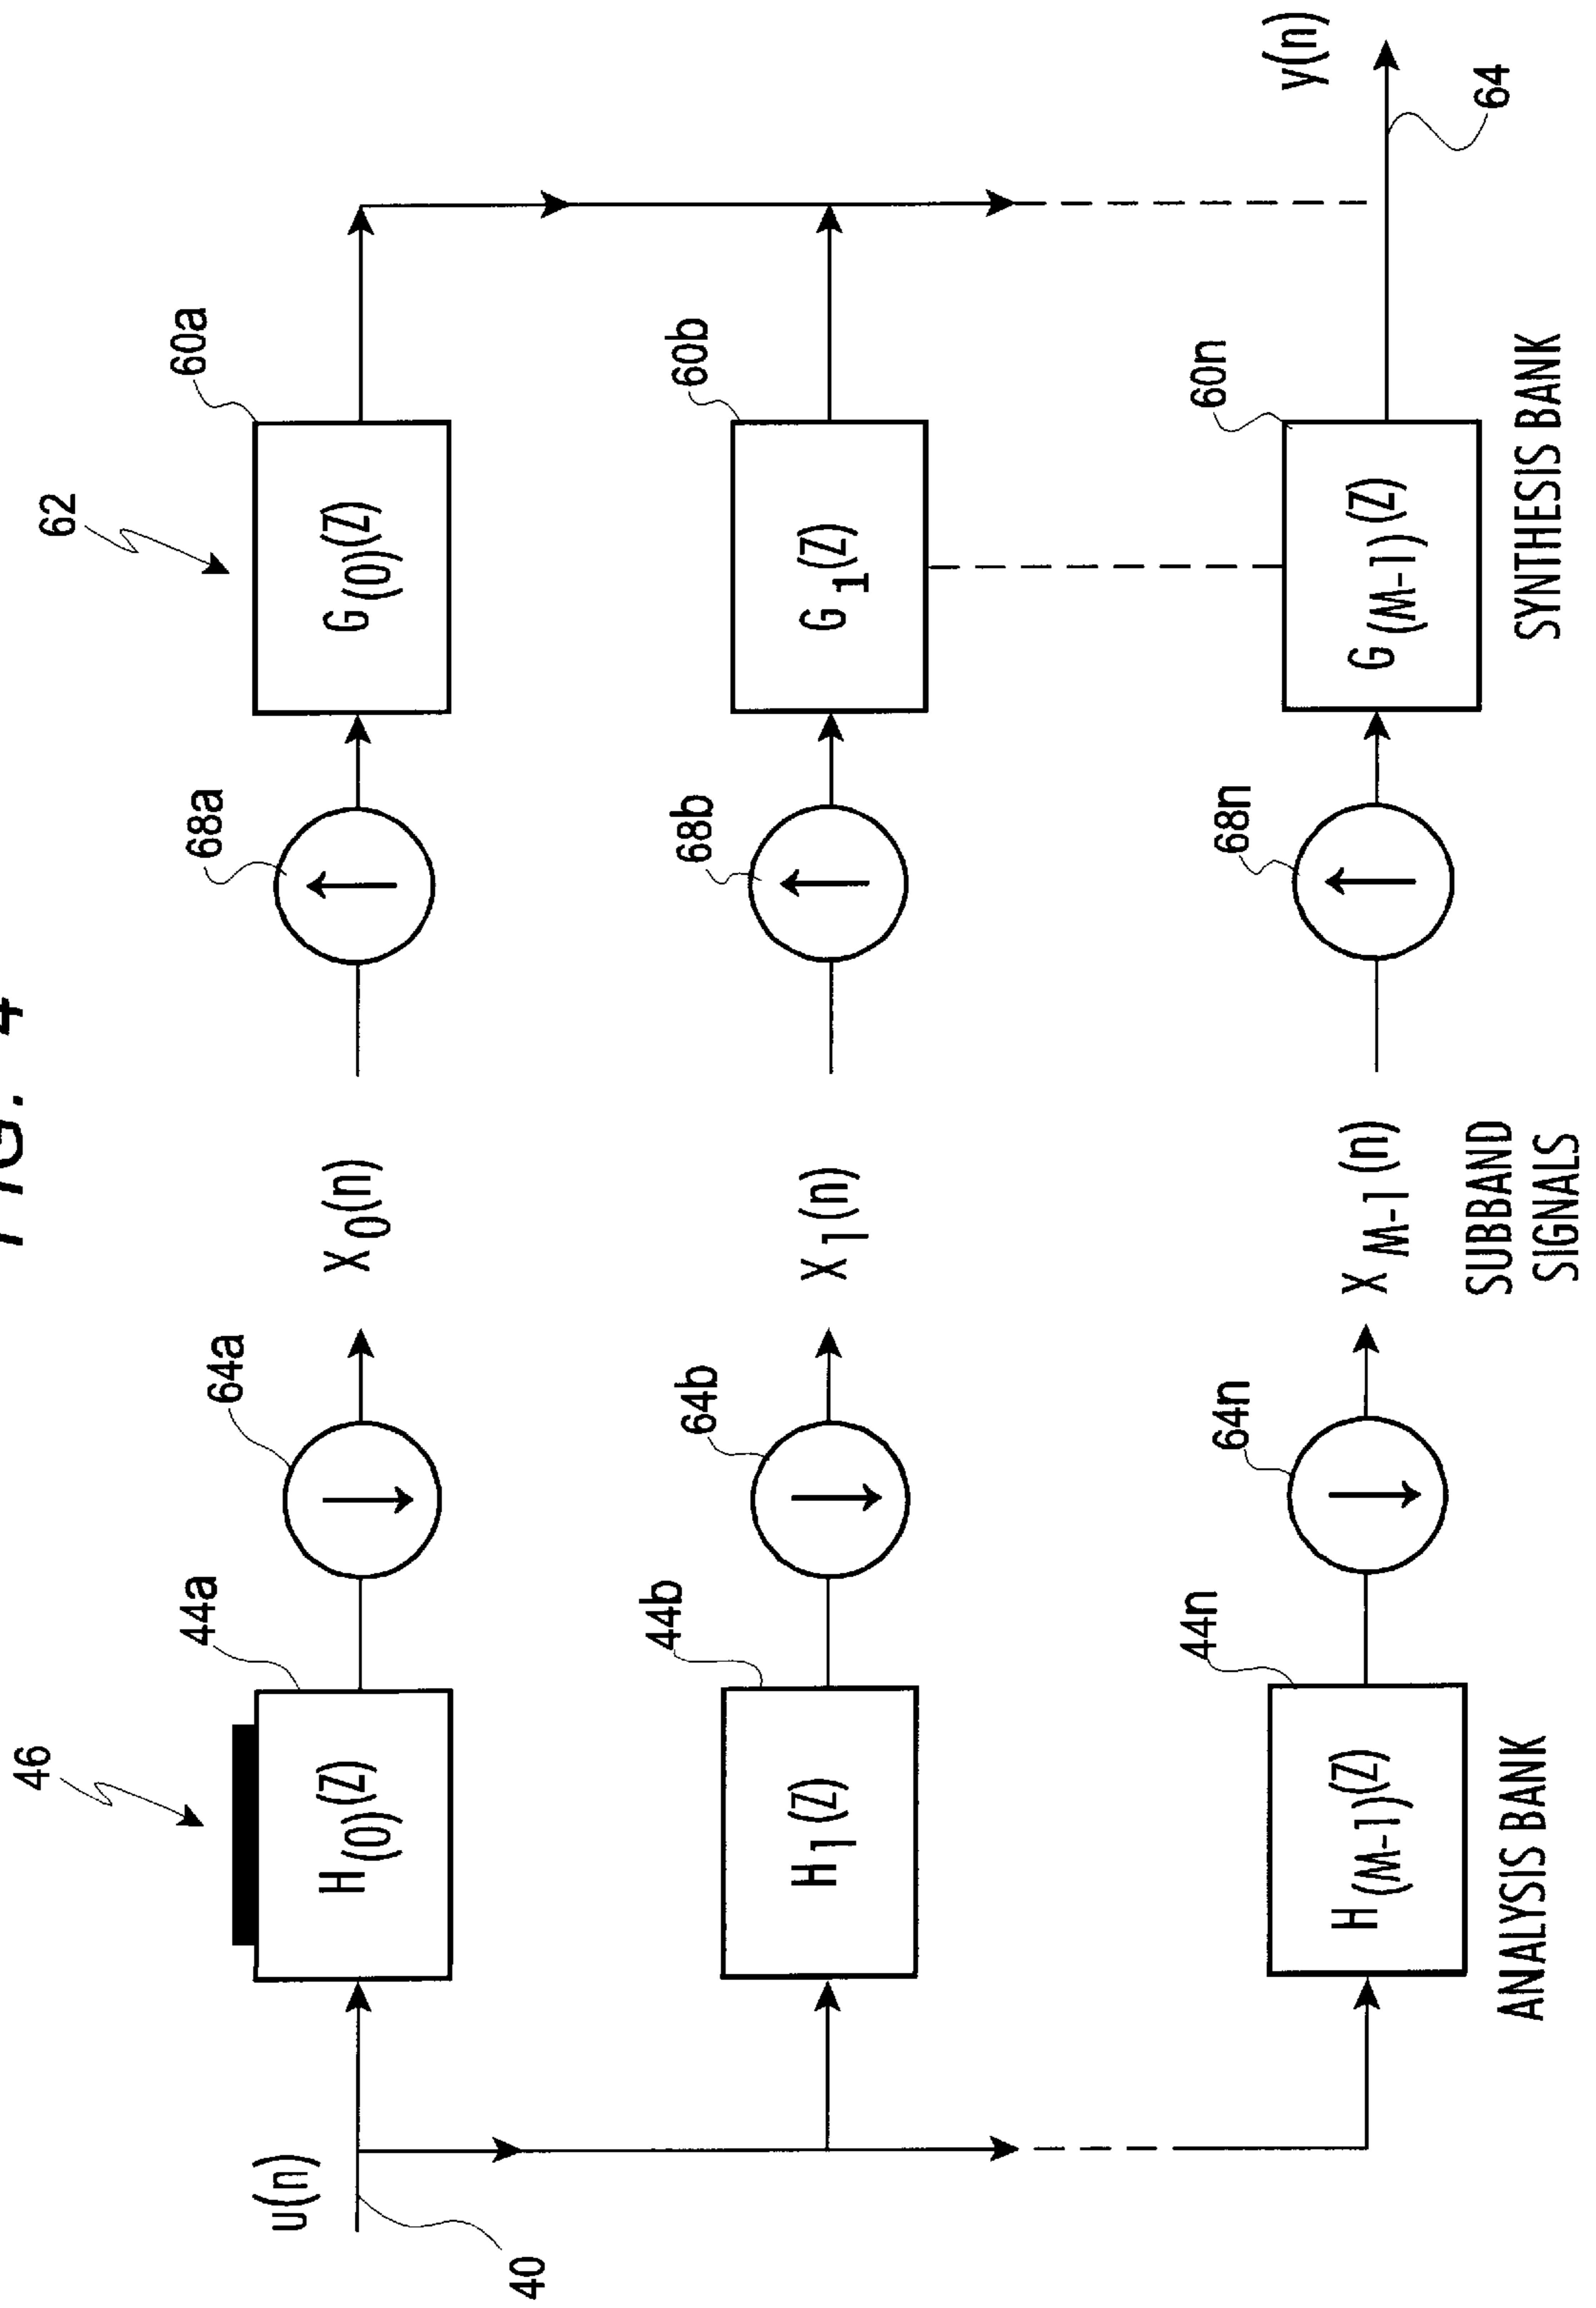 FIG. 4
46
62
44a
64a
68a
60a
u(n)
H(0)(Z)
X0(n)
G(0)(Z)
40
44b
64b
68b
60b
H1(Z)
X1(n)
G1(Z)
44n
64n
68n
60n
y(n)
H(M-1)(Z)
XM-1(n)
G(M-1)(Z)
64
ANALYSIS BANK
SUBBAND
SIGNALS
SYNTHESIS BANK